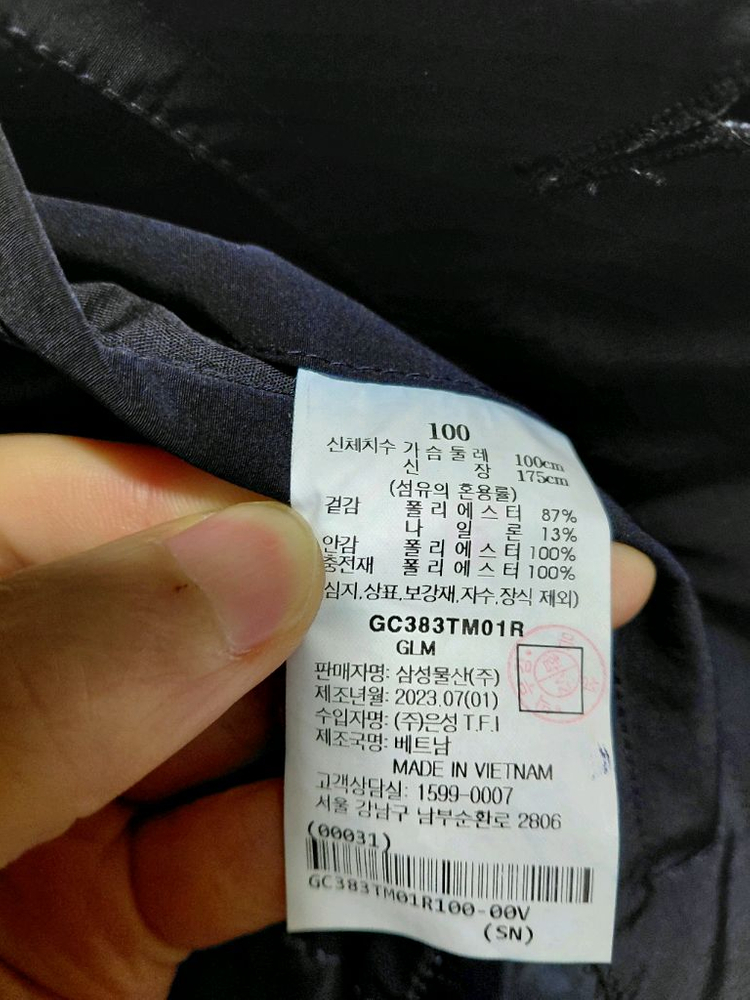 100
신체치수 가슴둘레 100cm
신장 175cm
(섬유의 혼용률)
겉감 폴리에스터 87%
나일론 13%
안감 폴리에스터 100%
충전재 폴리에스터 100%
심지,상표,보강재,자수,장식 제외)
GC383TM01R
GLM
판매자명: 삼성물산(주)
제조년월: 2023.07(01)
수입자명: (주)은성 T.F.I
제조국명: 베트남
MADE IN VIETNAM
고객상담실: 1599-0007
서울 강남구 남부순환로 2806
(00031)
GC383TM01R100-00V
(SN)